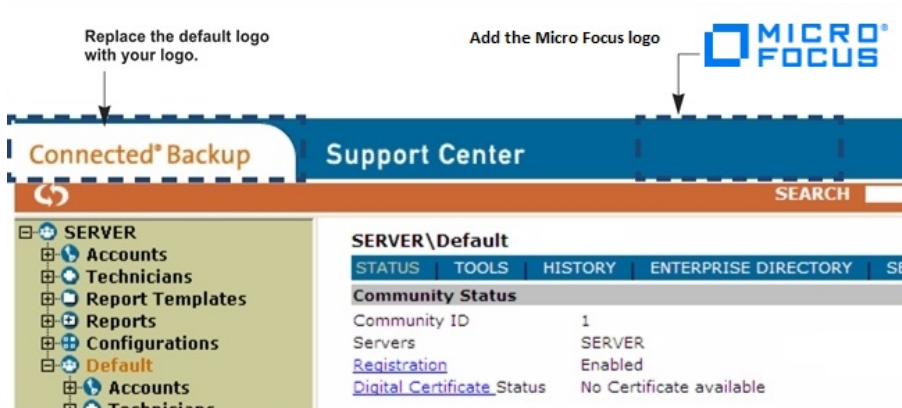 Replace the default logo
with your logo.
Add the Micro Focus logo
MICRO®
FOCUS
Connected® Backup
Support Center
SEARCH
SERVER
Accounts
Technicians
Report Templates
Reports
Configurations
Default
Accounts
Technicians
SERVER\Default
STATUS | TOOLS | HISTORY | ENTERPRISE DIRECTORY |
Community Status
Community ID 1
Servers SERVER
Registration Enabled
Digital Certificate Status No Certificate available